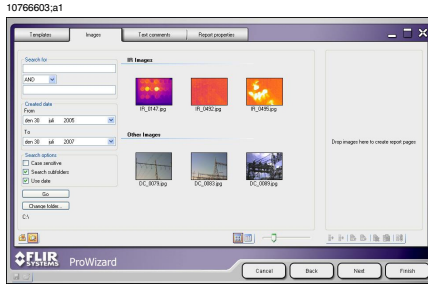 10766603;a1
Templates
Images
Text comments
Report properties
Search for
AND
Created date
From
den 30 juli 2005
To
den 30 juli 2007
Search options
Case sensitive
Search subfolders
Use date
Go
Change folder...
C:\
IR Images
IR_0147.jpg
IR_0492.jpg
IR_0495.jpg
Other Images
DC_0079.jpg
DC_0083.jpg
DC_0089.jpg
Drop images here to create report pages
FLIR
SYSTEMS
ProWizard
Cancel
Back
Next
Finish